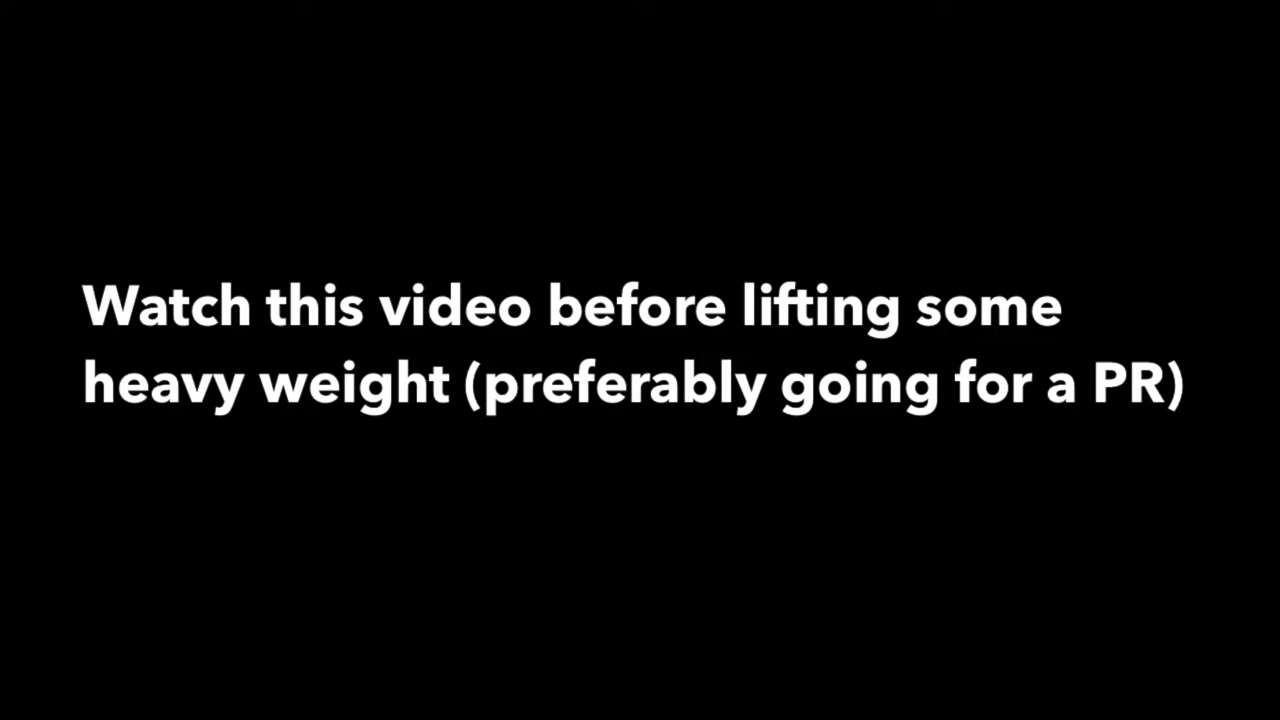 Watch this video before lifting some
heavy weight (preferably going for a PR)